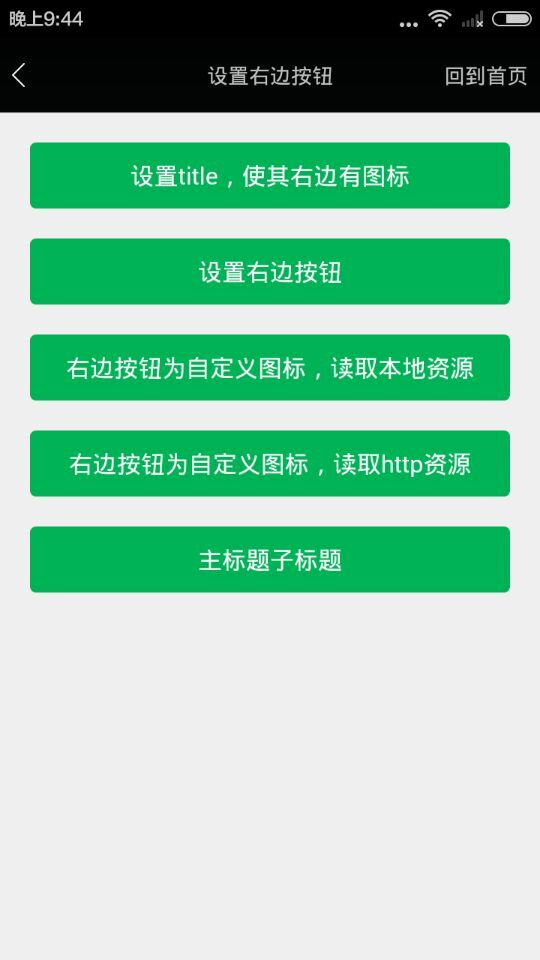 晚上9:44
设置右边按钮
回到首页
设置title，使其右边有图标
设置右边按钮
右边按钮为自定义图标，读取本地资源
右边按钮为自定义图标，读取http资源
主标题子标题